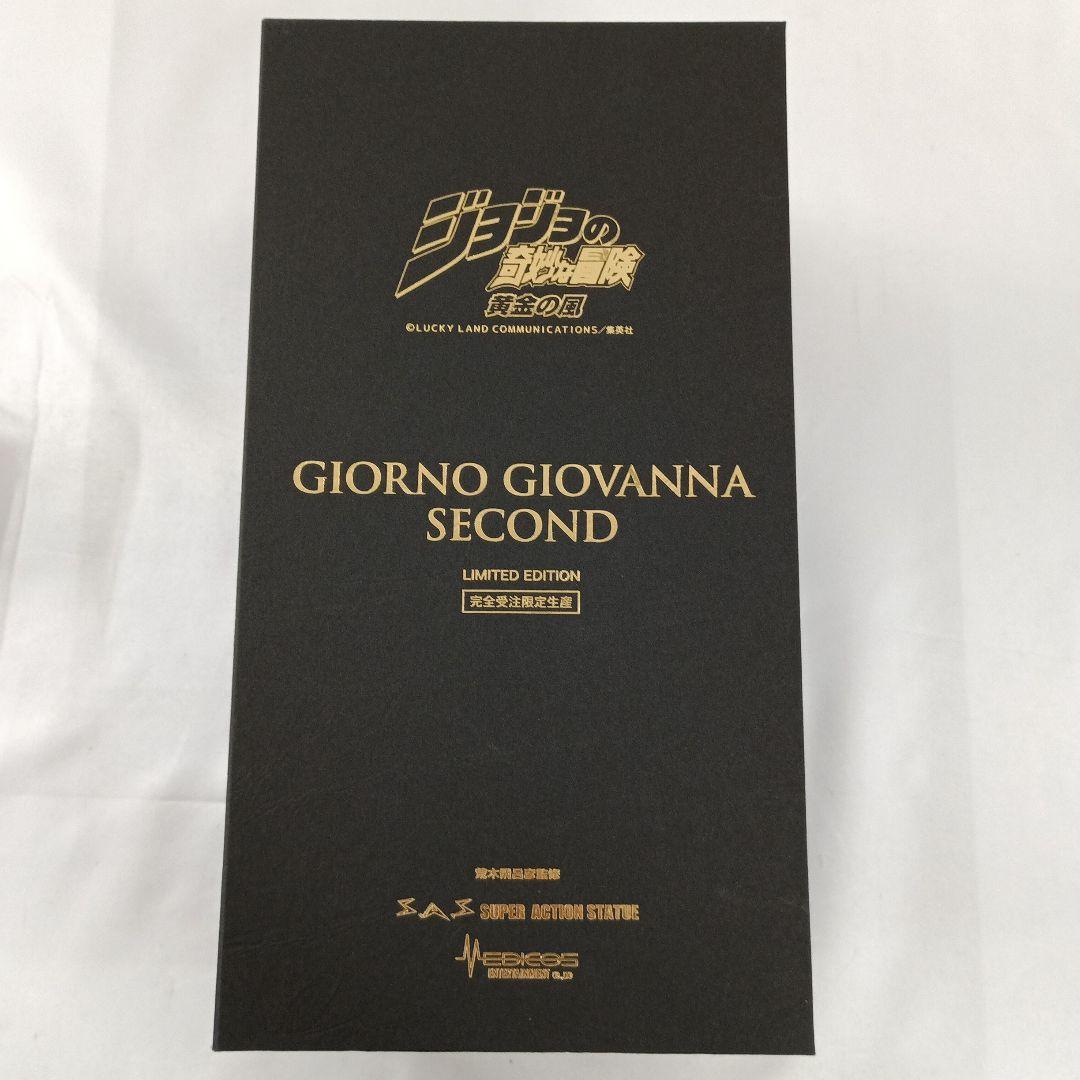 ジョジョの
奇妙な冒険
黄金の風
©LUCKY LAND COMMUNICATIONS/集英社
GIORNO GIOVANNA
SECOND
LIMITED EDITION
完全受注限定生産
荒木飛呂彦監修
SAS SUPER ACTION STATUE
MEDICOS
ENTERTAINMENT Co.,LTD